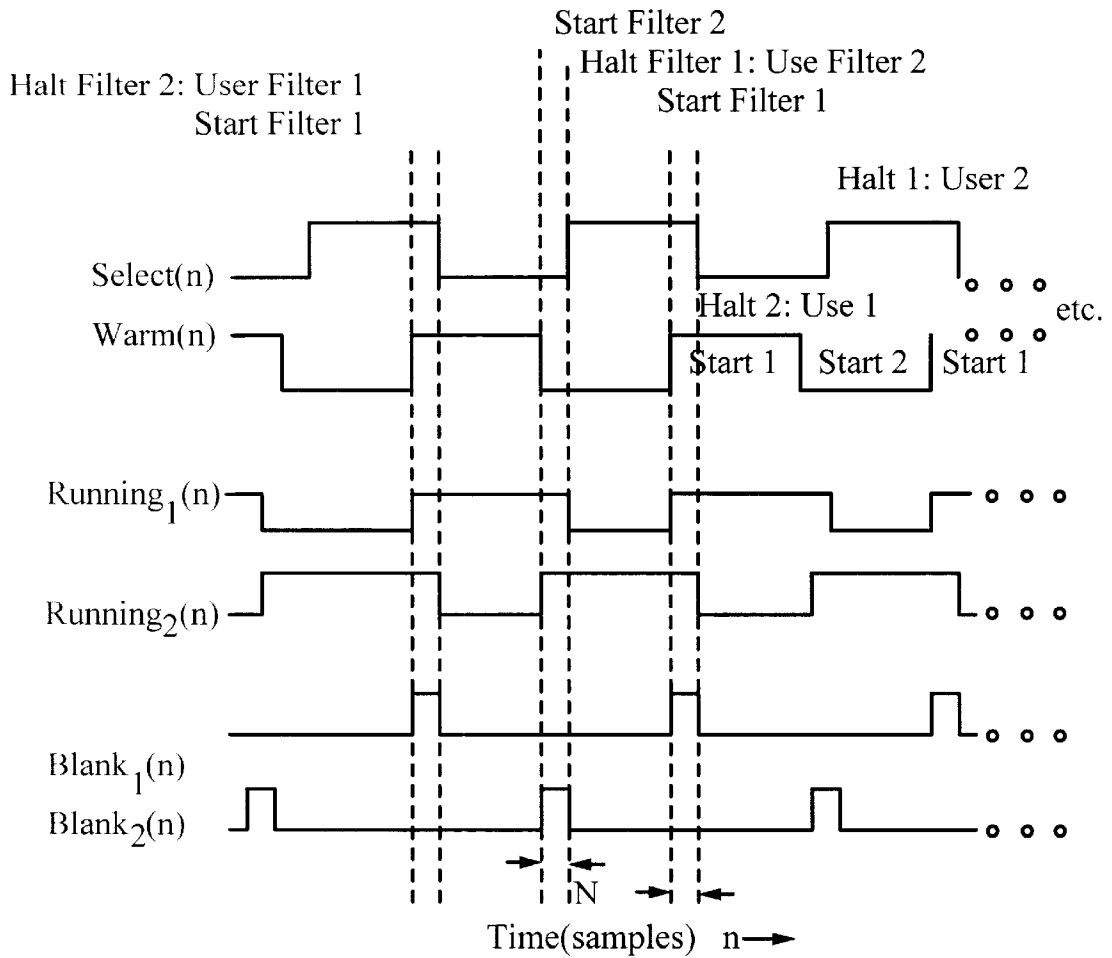 Start Filter 2
Halt Filter 1: Use Filter 2
Start Filter 1
Halt Filter 2: User Filter 1
Start Filter 1
Halt 1: User 2
Select(n)
Halt 2: Use 1
etc.
Warm(n)
Start 1
Start 2
Start 1
Running1(n)
Running2(n)
Blank1(n)
Blank2(n)
N
Time(samples) n